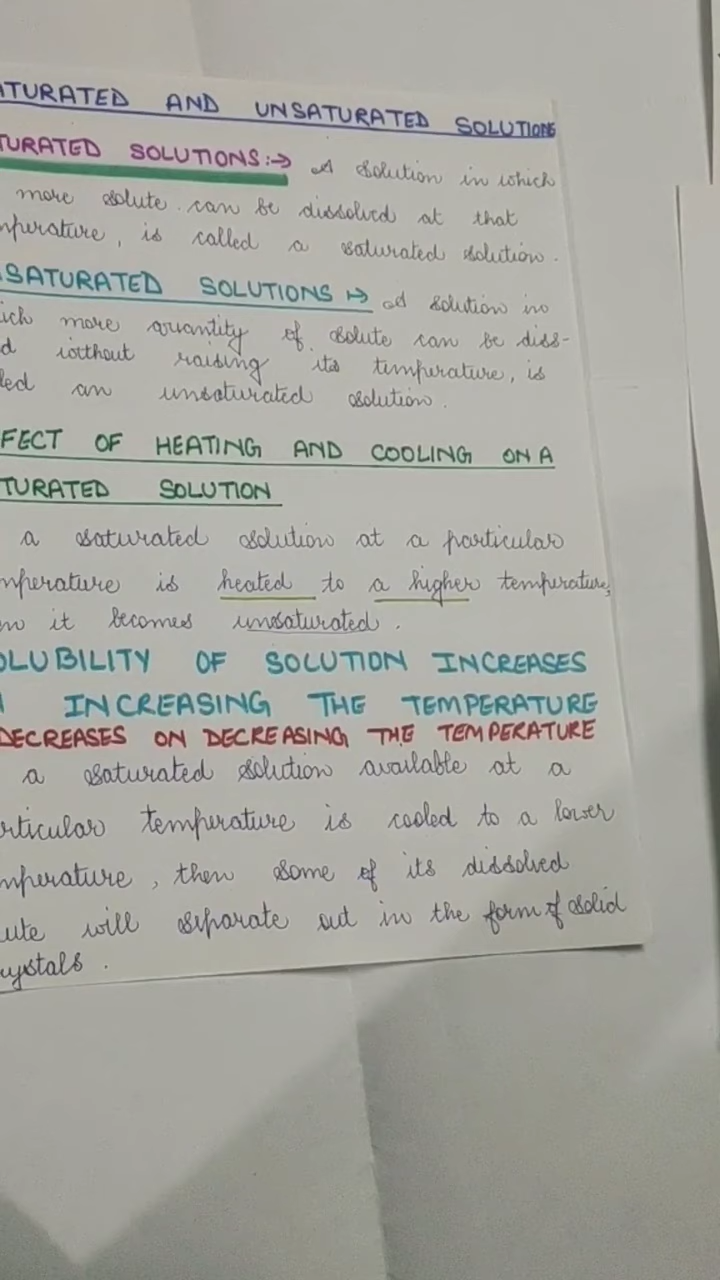 ATURATED AND UNSATURATED SOLUTIONS
TURATED SOLUTIONS:→ A solution in which
more solute can be dissolved at that
mperature, is called a saturated solution.
SATURATED SOLUTIONS → A solution in
ich more quantity of solute can be diss-
d without raising its temperature, is
led an unsaturated solution.
FECT OF HEATING AND COOLING ON A
TURATED SOLUTION
a saturated solution at a particular
mperature is heated to a higher temperature,
n it becomes unsaturated.
OLUBILITY OF SOLUTION INCREASES
INCREASING THE TEMPERATURE
DECREASES ON DECREASING THE TEMPERATURE
a saturated solution available at a
rticular temperature is cooled to a lower
mperature, then some of its dissolved
ute will separate out in the form of solid
ystals.